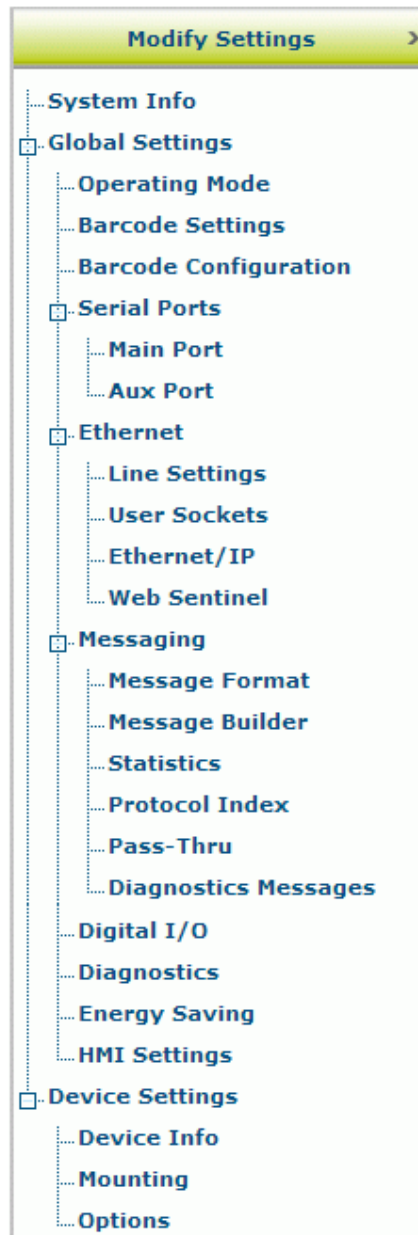 Modify Settings
System Info
Global Settings
Operating Mode
Barcode Settings
Barcode Configuration
Serial Ports
Main Port
Aux Port
Ethernet
Line Settings
User Sockets
Ethernet/IP
Web Sentinel
Messaging
Message Format
Message Builder
Statistics
Protocol Index
Pass-Thru
Diagnostics Messages
Digital I/O
Diagnostics
Energy Saving
HMI Settings
Device Settings
Device Info
Mounting
Options